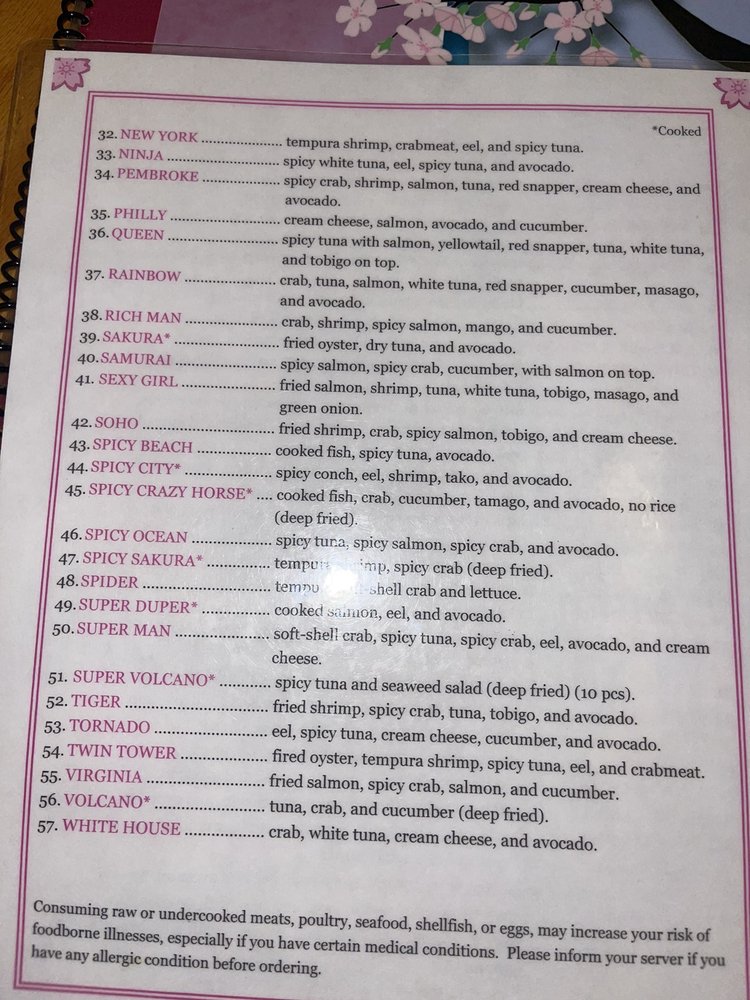 *Cooked
32. NEW YORK .................... tempura shrimp, crabmeat, eel, and spicy tuna.
33. NINJA ............................ spicy white tuna, eel, spicy tuna, and avocado.
34. PEMBROKE ................... spicy crab, shrimp, salmon, tuna, red snapper, cream cheese, and
avocado.
35. PHILLY ........................... cream cheese, salmon, avocado, and cucumber.
36. QUEEN ........................... spicy tuna with salmon, yellowtail, red snapper, tuna, white tuna,
and tobigo on top.
37. RAINBOW ...................... crab, tuna, salmon, white tuna, red snapper, cucumber, masago,
and avocado.
38. RICH MAN ...................... crab, shrimp, spicy salmon, mango, and cucumber.
39. SAKURA* ........................ fried oyster, dry tuna, and avocado.
40. SAMURAI ........................ spicy salmon, spicy crab, cucumber, with salmon on top.
41. SEXY GIRL ...................... fried salmon, shrimp, tuna, white tuna, tobigo, masago, and
green onion.
42. SOHO ............................... fried shrimp, crab, spicy salmon, tobigo, and cream cheese.
43. SPICY BEACH .................. cooked fish, spicy tuna, avocado.
44. SPICY CITY* .................... spicy conch, eel, shrimp, tako, and avocado.
45. SPICY CRAZY HORSE* .... cooked fish, crab, cucumber, tamago, and avocado, no rice
(deep fried).
46. SPICY OCEAN ................... spicy tuna, spicy salmon, spicy crab, and avocado.
47. SPICY SAKURA* ............... spicy crab (deep fried).
48. SPIDER .............................. soft-shell crab and lettuce.
49. SUPER DUPER* ................ cooked salmon, eel, and avocado.
50. SUPER MAN ...................... soft-shell crab, spicy tuna, spicy crab, eel, avocado, and cream
cheese.
51. SUPER VOLCANO* ............ spicy tuna and seaweed salad (deep fried) (10 pcs).
52. TIGER ................................ fried shrimp, spicy crab, tuna, tobigo, and avocado.
53. TORNADO ......................... eel, spicy tuna, cream cheese, cucumber, and avocado.
54. TWIN TOWER .................... fired oyster, tempura shrimp, spicy tuna, eel, and crabmeat.
55. VIRGINIA ........................... fried salmon, spicy crab, salmon, and cucumber.
56. VOLCANO* ......................... tuna, crab, and cucumber (deep fried).
57. WHITE HOUSE .................. crab, white tuna, cream cheese, and avocado.
Consuming raw or undercooked meats, poultry, seafood, shellfish, or eggs, may increase your risk of
foodborne illnesses, especially if you have certain medical conditions. Please inform your server if you
have any allergic condition before ordering.